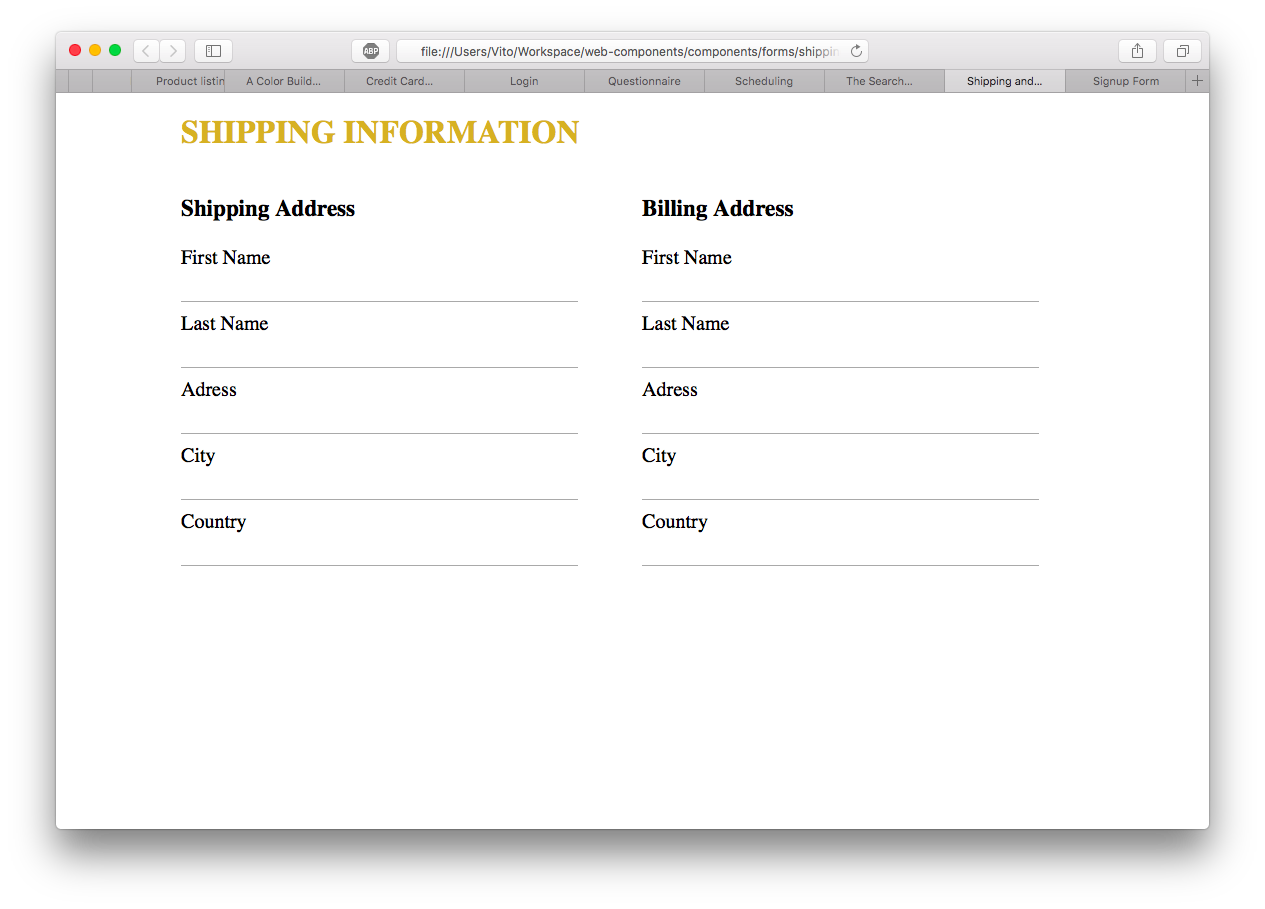 ABP
file:///Users/Vito/Workspace/web-components/components/forms/shippin
Product listin A Color Build... Credit Card... Login Questionnaire Scheduling The Search... Shipping and... Signup Form
SHIPPING INFORMATION
Shipping Address
First Name
Last Name
Adress
City
Country
Billing Address
First Name
Last Name
Adress
City
Country